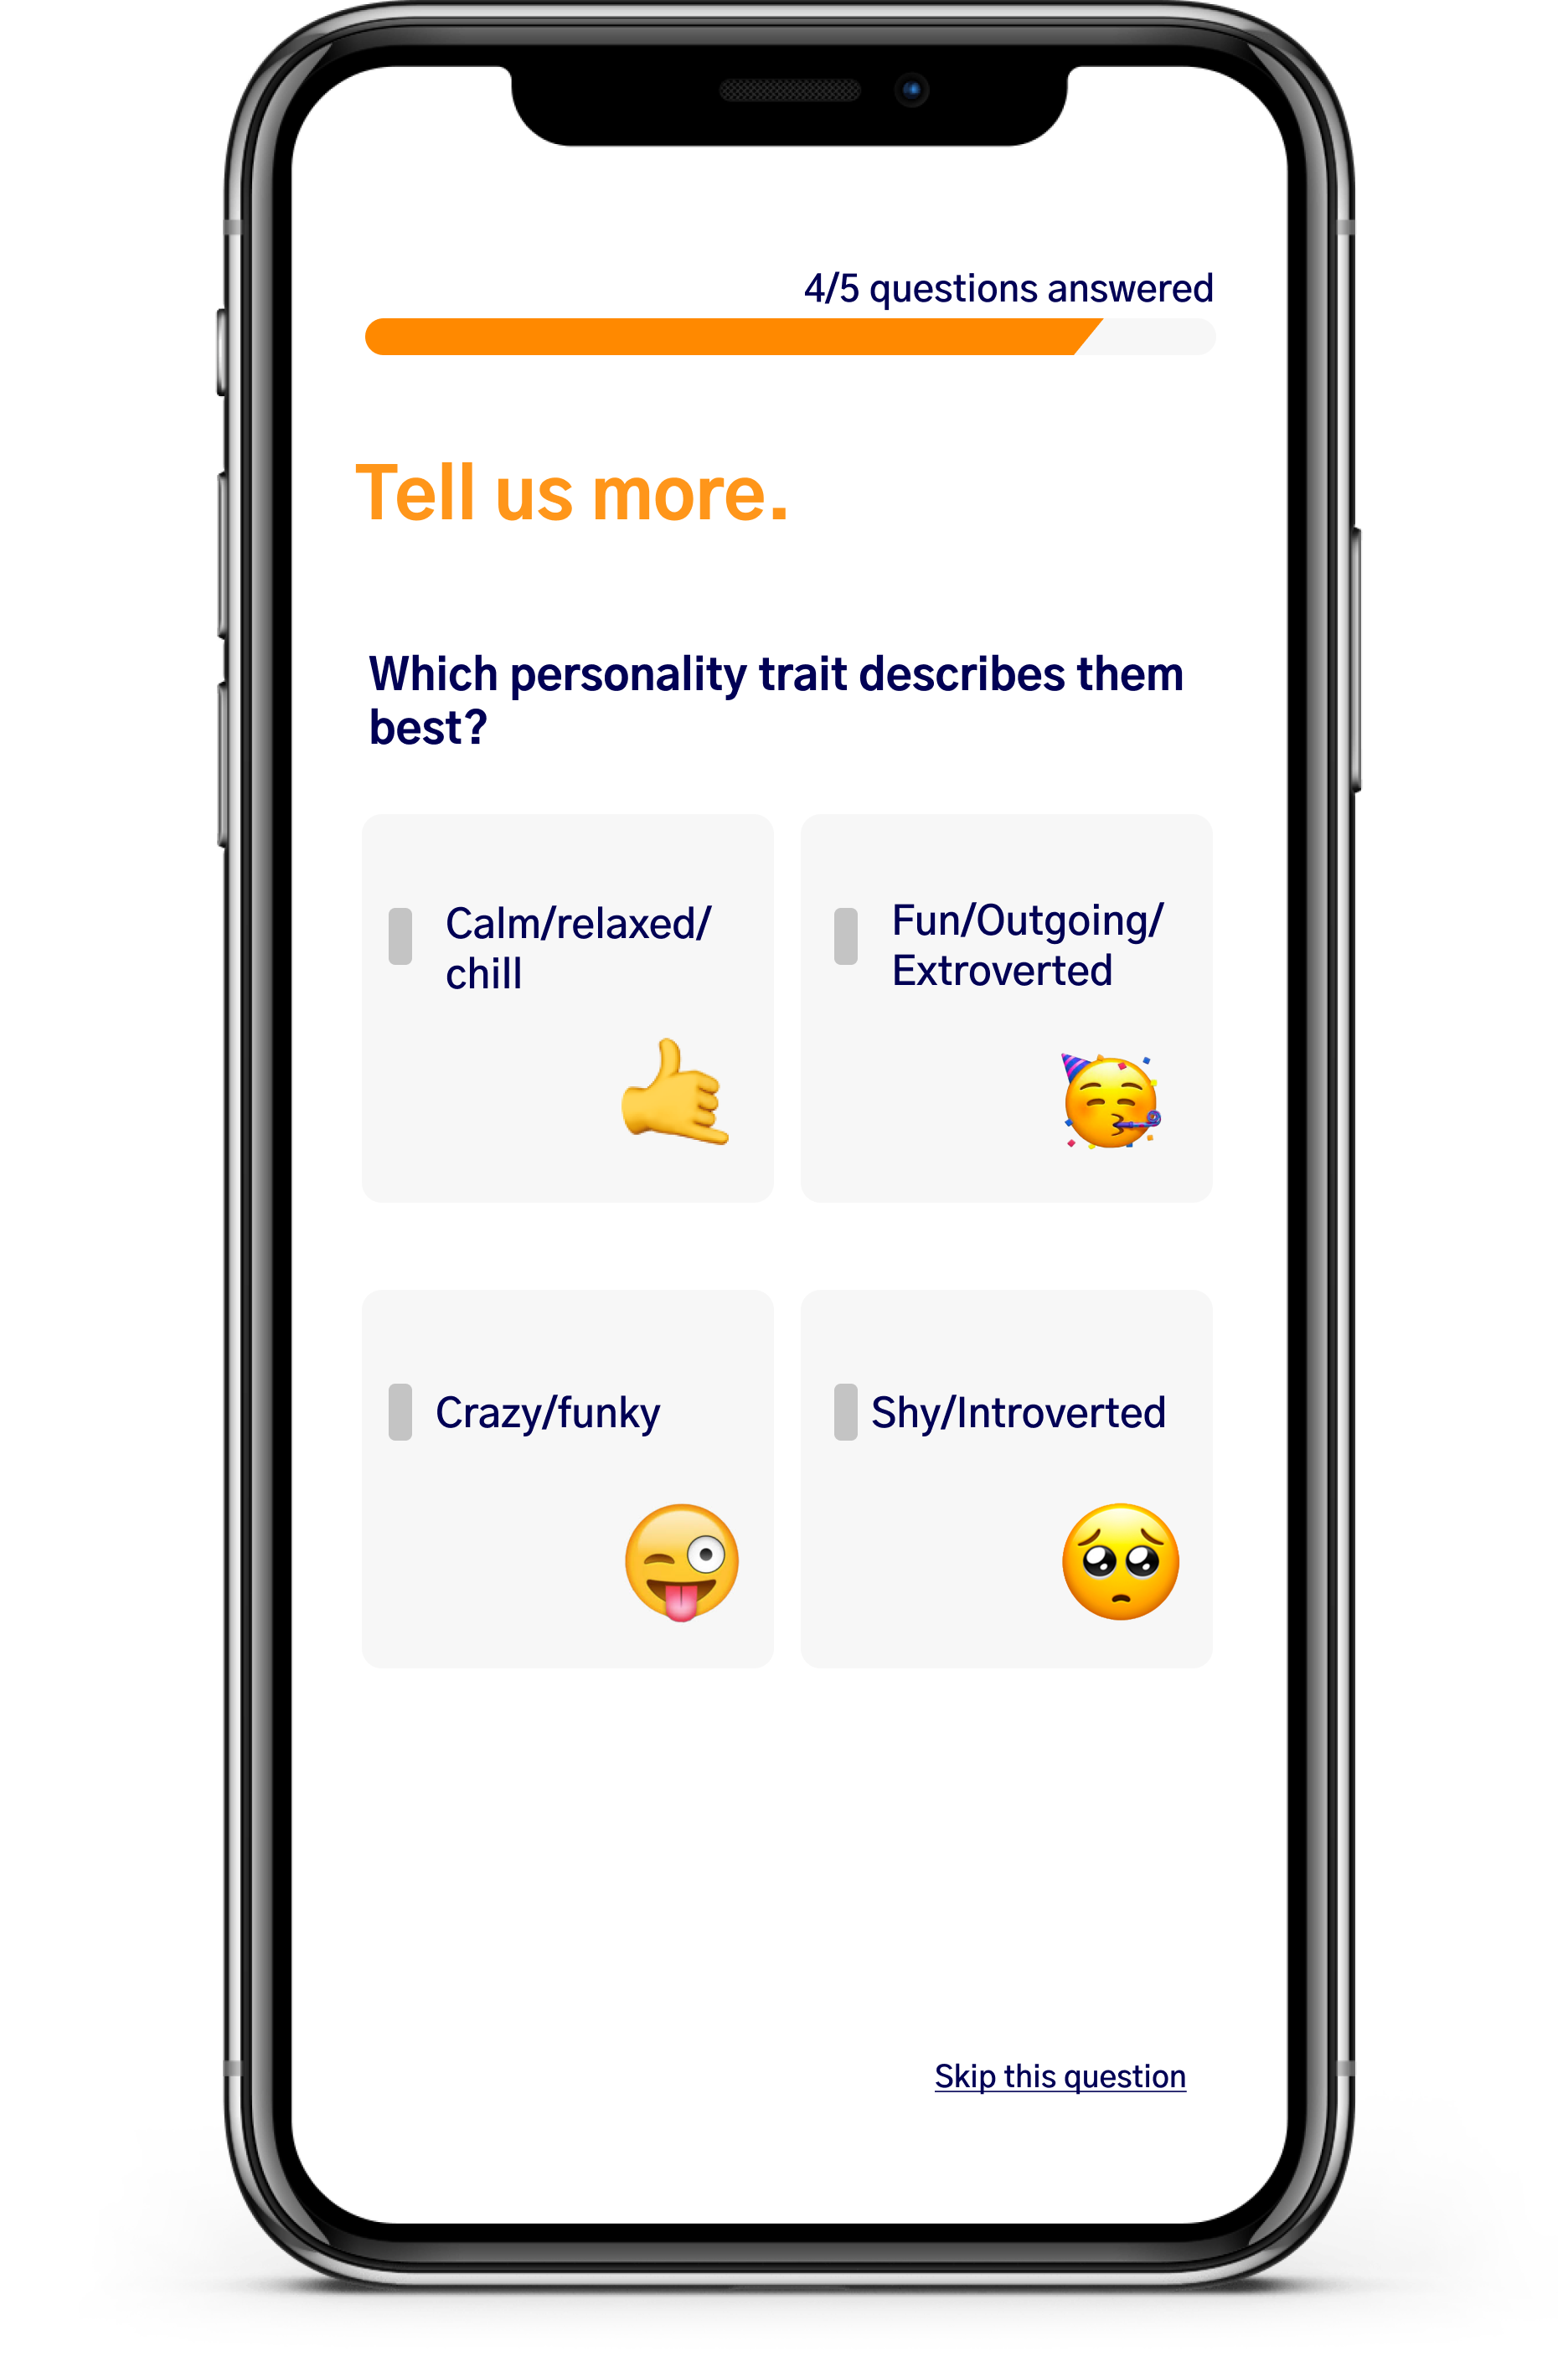 4/5 questions answered
Tell us more.
Which personality trait describes them
best?
Calm/relaxed/
chill
Fun/Outgoing/
Extroverted
Crazy/funky
Shy/Introverted
Skip this question